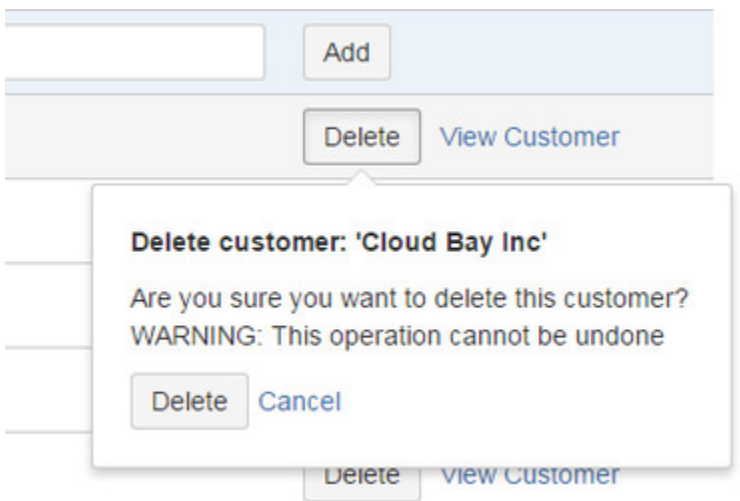 Add
Delete View Customer
Delete customer: 'Cloud Bay Inc'
Are you sure you want to delete this customer?
WARNING: This operation cannot be undone
Delete Cancel
Delete View Customer